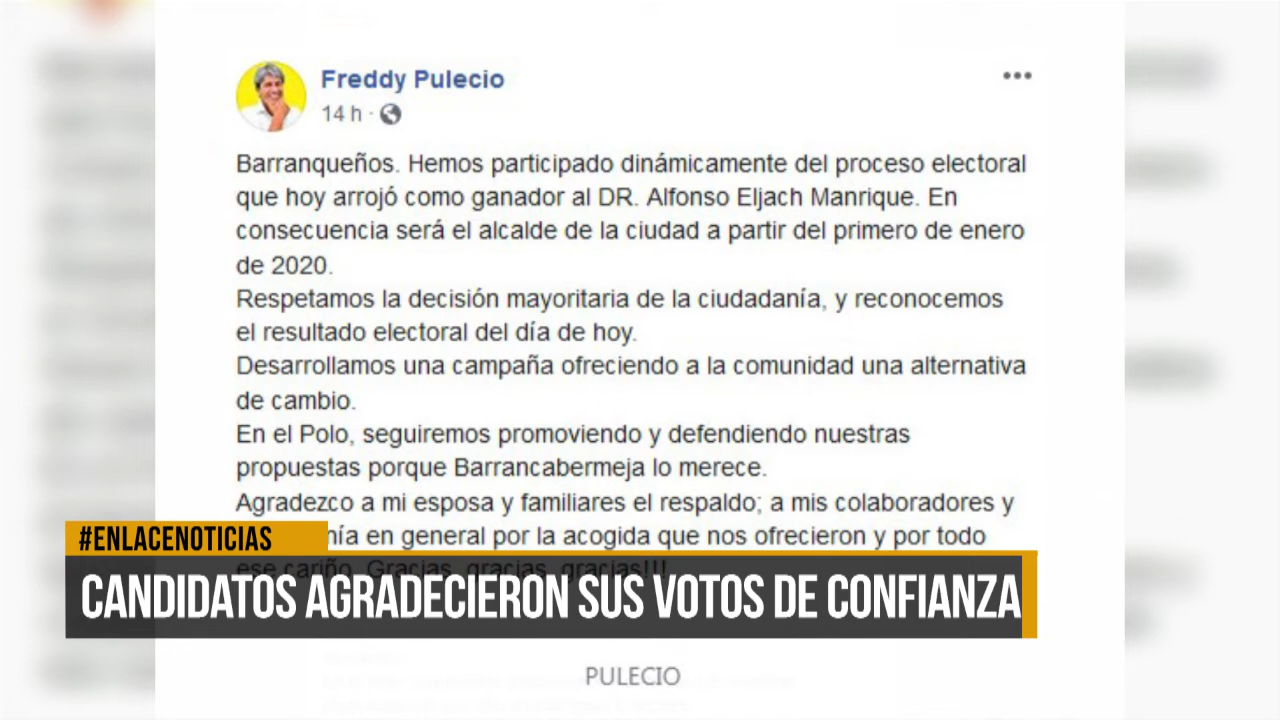 Freddy Pulecio
14 h ·
Barranqueños. Hemos participado dinámicamente del proceso electoral
que hoy arrojó como ganador al DR. Alfonso Eljach Manrique. En
consecuencia será el alcalde de la ciudad a partir del primero de enero
de 2020.
Respetamos la decisión mayoritaria de la ciudadanía, y reconocemos
el resultado electoral del día de hoy.
Desarrollamos una campaña ofreciendo a la comunidad una alternativa
de cambio.
En el Polo, seguiremos promoviendo y defendiendo nuestras
propuestas porque Barrancabermeja lo merece.
Agradezco a mi esposa y familiares el respaldo; a mis colaboradores y
en general por la acogida que nos ofrecieron y por todo
ese cariño. Gracias, gracias, gracias!!!
#ENLACENOTICIAS
CANDIDATOS AGRADECIERON SUS VOTOS DE CONFIANZA
PULECIO